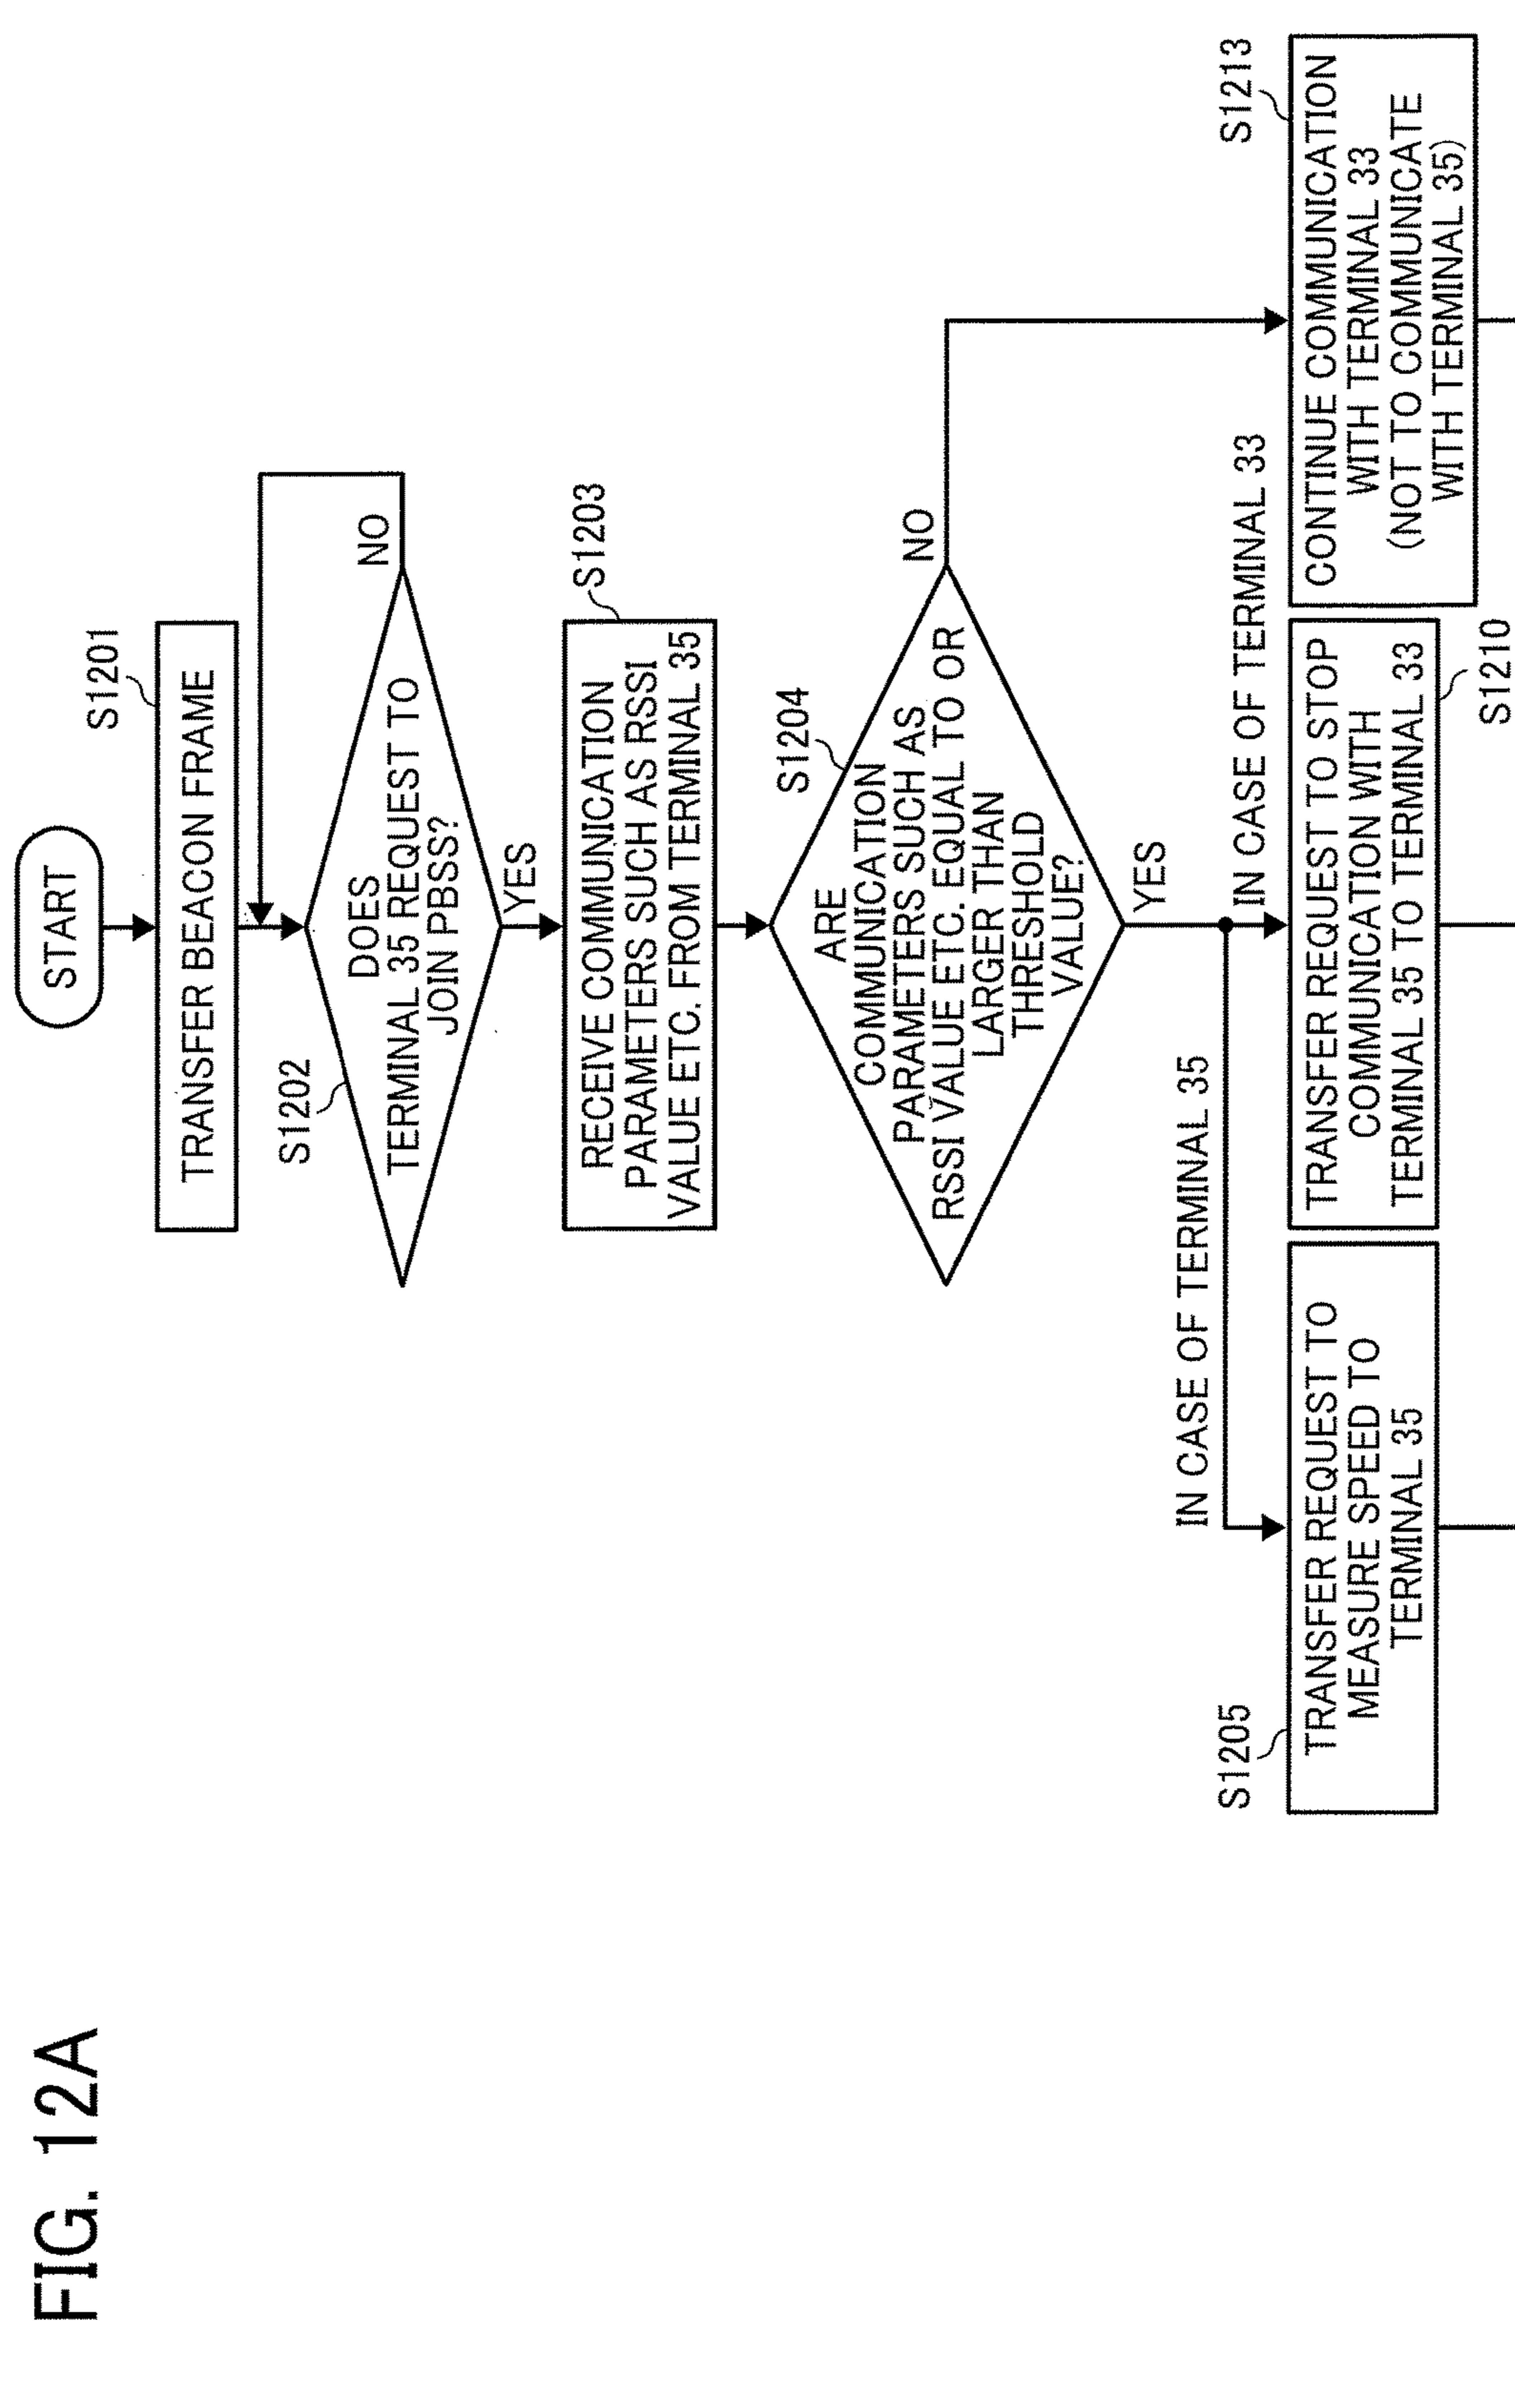 FIG. 12A
START
S1201
TRANSFER BEACON FRAME
S1202
DOES
TERMINAL 35 REQUEST TO
JOIN PBSS?
NO
YES
S1203
RECEIVE COMMUNICATION
PARAMETERS SUCH AS RSSI
VALUE ETC. FROM TERMINAL 35
S1204
ARE
COMMUNICATION
PARAMETERS SUCH AS
RSSI VALUE ETC. EQUAL TO OR
LARGER THAN
THRESHOLD
VALUE?
NO
YES
IN CASE OF TERMINAL 35
IN CASE OF TERMINAL 33
S1205
TRANSFER REQUEST TO
MEASURE SPEED TO
TERMINAL 35
TRANSFER REQUEST TO STOP
COMMUNICATION WITH
TERMINAL 35 TO TERMINAL 33
S1210
S1213
CONTINUE COMMUNICATION
WITH TERMINAL 33
(NOT TO COMMUNICATE
WITH TERMINAL 35)